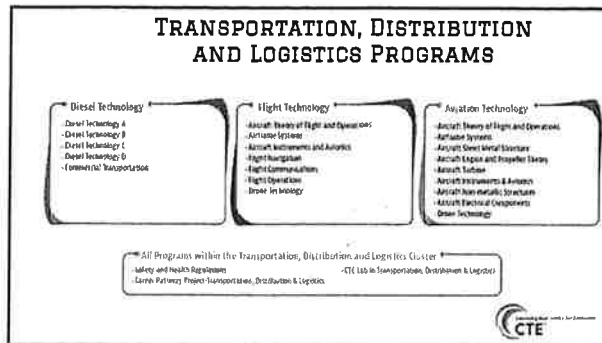 TRANSPORTATION, DISTRIBUTION
AND LOGISTICS PROGRAMS
Diesel Technology
-Diesel Technology A
-Diesel Technology B
-Diesel Technology C
-Diesel Technology D
-Commercial Transportation
Flight Technology
-Aircraft Theory of Flight and Operations
-Airframe Systems
-Aircraft Instruments and Avionics
-Flight Navigation
-Flight Communications
-Flight Operations
-Drone Technology
Aviation Technology
-Aircraft Theory of Flight and Operations
-Airframe Systems
-Aircraft Sheet Metal Structure
-Aircraft Engine and Propeller Theory
-Aircraft Turbine
-Aircraft Instruments & Avionics
-Aircraft Non-metallic Structures
-Aircraft Electrical Components
-Drone Technology
All Programs within the Transportation, Distribution and Logistics Cluster
-Safety and Health Regulations
-CTE Lab in Transportation, Distribution & Logistics
-Career Pathway Project-Transportation, Distribution & Logistics
CTE